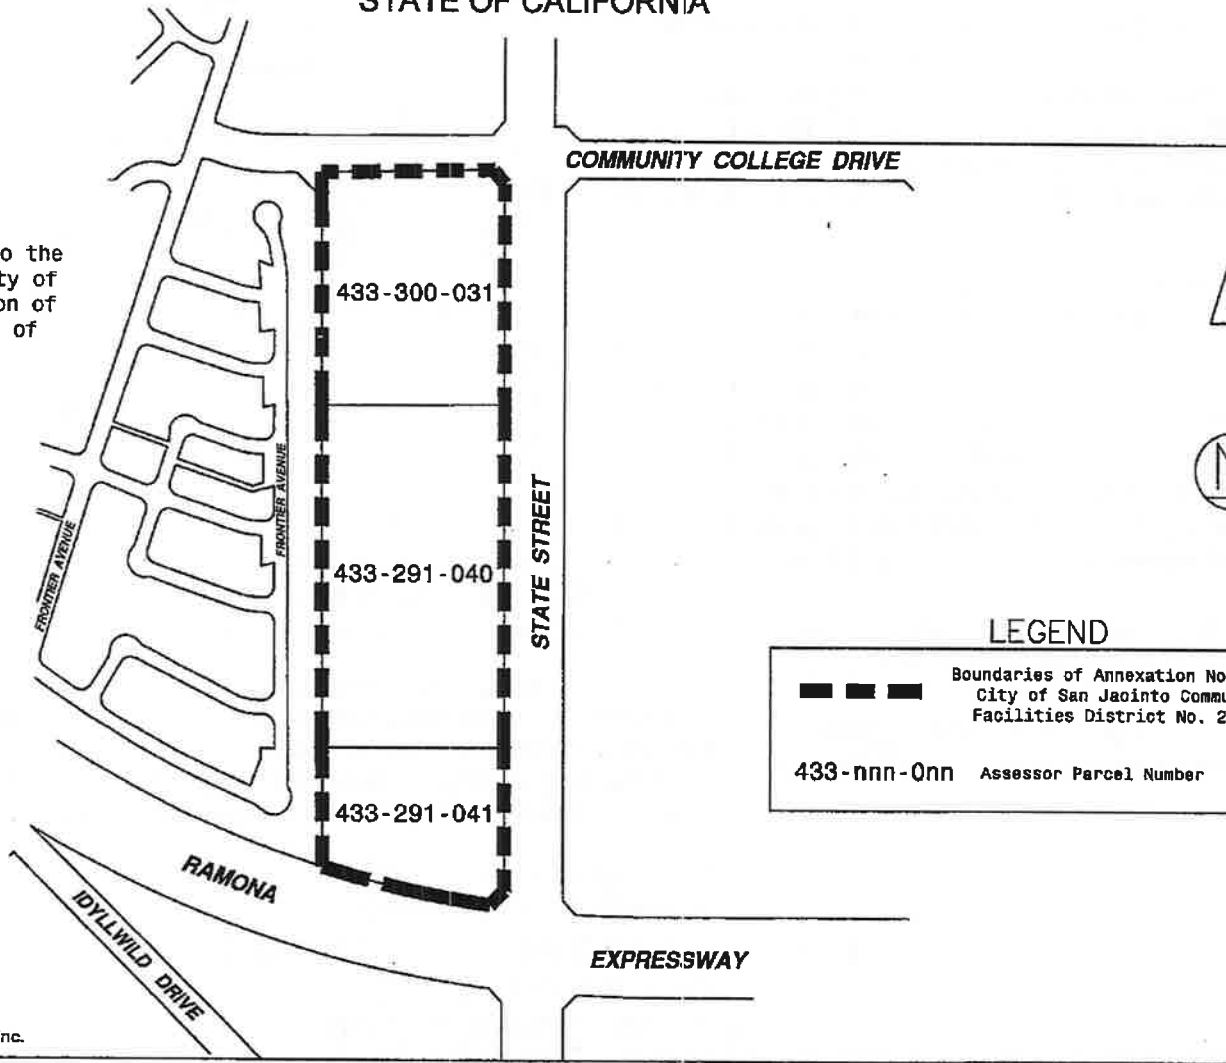 STATE OF CALIFORNIA
COMMUNITY COLLEGE DRIVE
o the
ty of
on of
of
433-300-031
FRONTIER AVENUE
STATE STREET
433-291-040
FRONTIER AVENUE
LEGEND
Boundaries of Annexation No
City of San Jacinto Commu
Facilities District No. 2
433-nnn-0nn Assessor Parcel Number
433-291-041
RAMONA
IDYLLWILD DRIVE
EXPRESSWAY
nc.